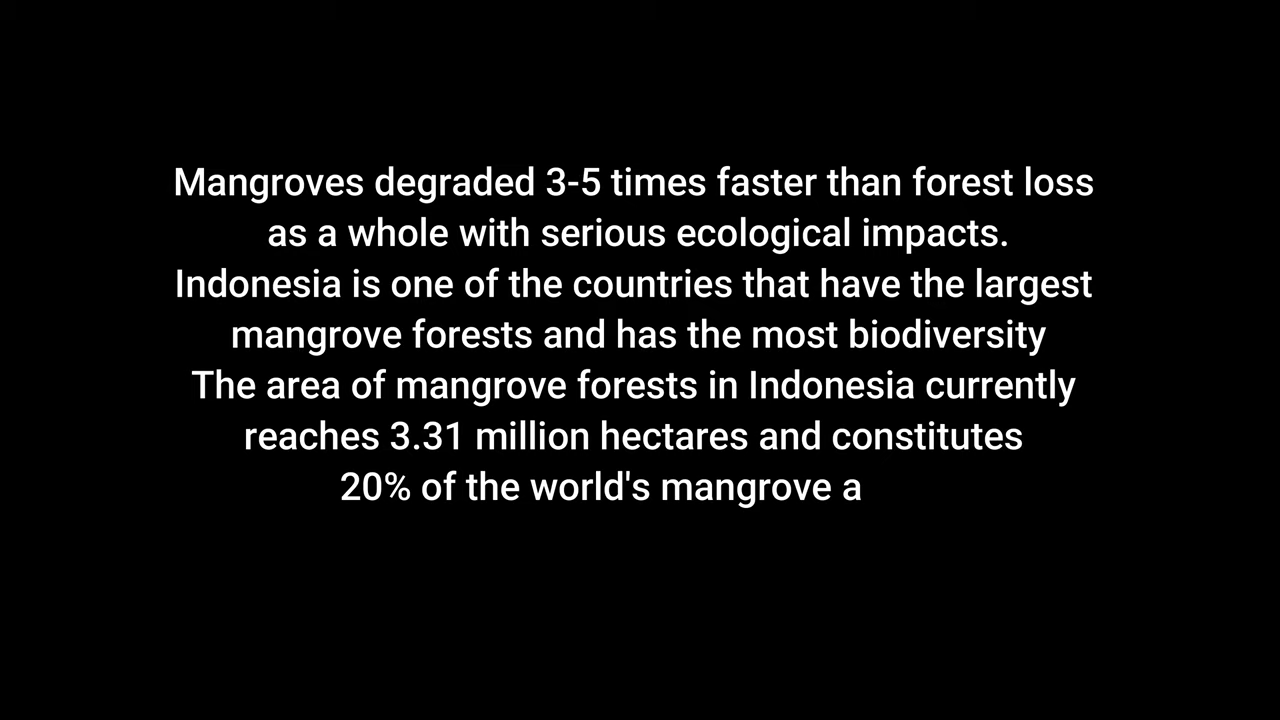 Mangroves degraded 3-5 times faster than forest loss
as a whole with serious ecological impacts.
Indonesia is one of the countries that have the largest
mangrove forests and has the most biodiversity
The area of mangrove forests in Indonesia currently
reaches 3.31 million hectares and constitutes
20% of the world's mangrove a